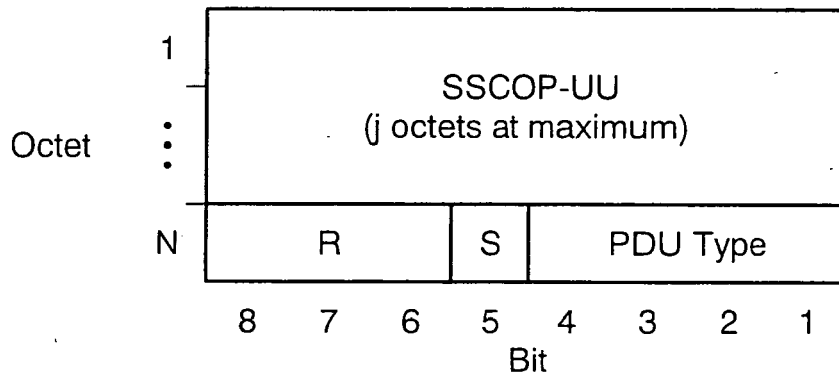 1
SSCOP-UU
(j octets at maximum)
Octet
N R S PDU Type
8 7 6 5 4 3 2 1
Bit